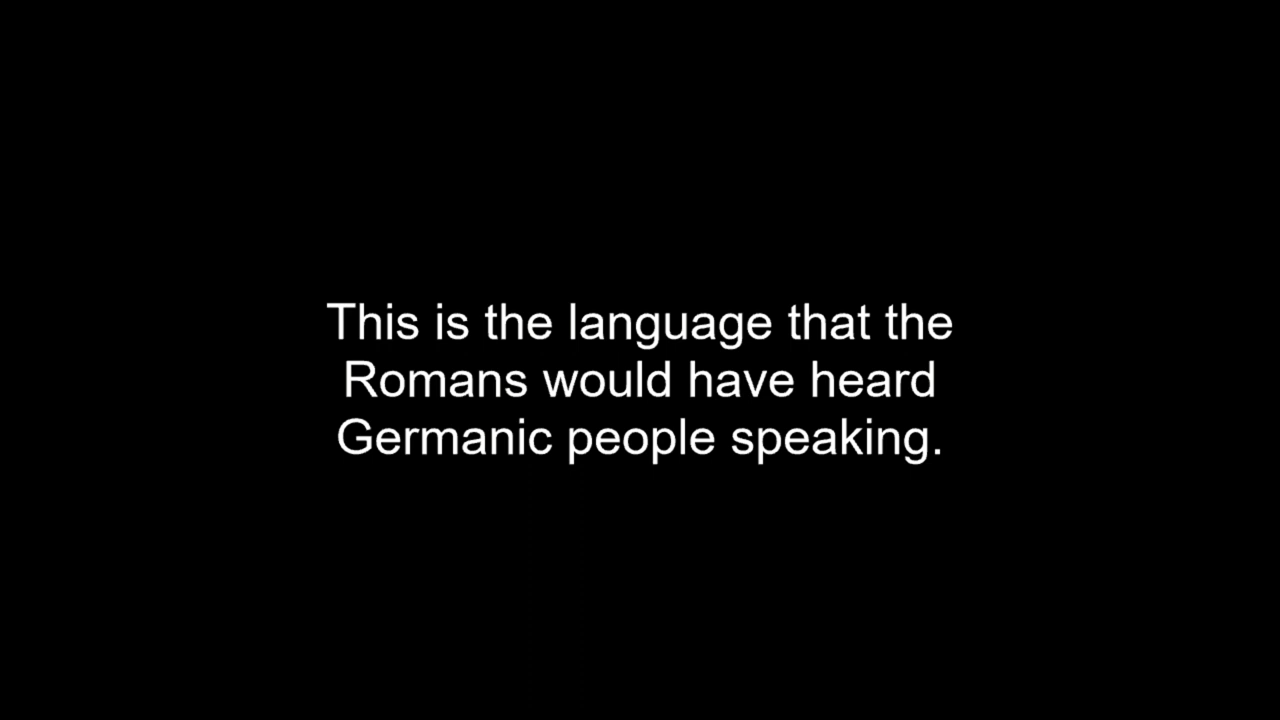 This is the language that the
Romans would have heard
Germanic people speaking.